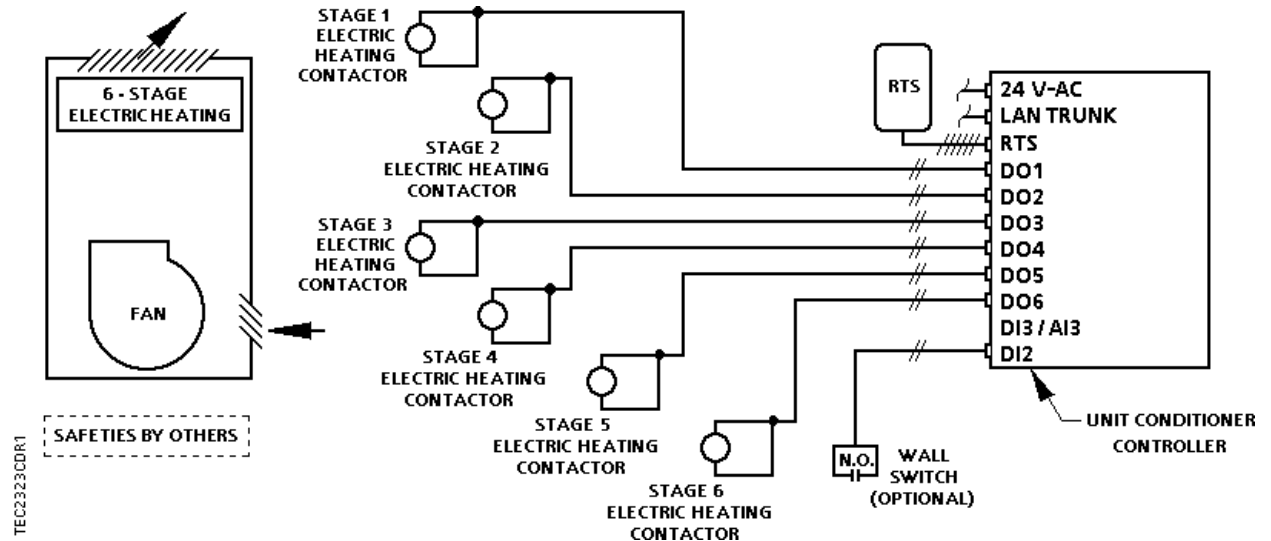 6 - STAGE
ELECTRIC HEATING
FAN
SAFETIES BY OTHERS
TEC2323CDR1
STAGE 1
ELECTRIC
HEATING
CONTACTOR
STAGE 2
ELECTRIC HEATING
CONTACTOR
STAGE 3
ELECTRIC
HEATING
CONTACTOR
STAGE 4
ELECTRIC HEATING
CONTACTOR
STAGE 5
ELECTRIC HEATING
CONTACTOR
STAGE 6
ELECTRIC HEATING
CONTACTOR
RTS
24 V-AC
LAN TRUNK
RTS
DO1
DO2
DO3
DO4
DO5
DO6
DI3 / AI3
DI2
N.O.
WALL
SWITCH
(OPTIONAL)
UNIT CONDITIONER
CONTROLLER